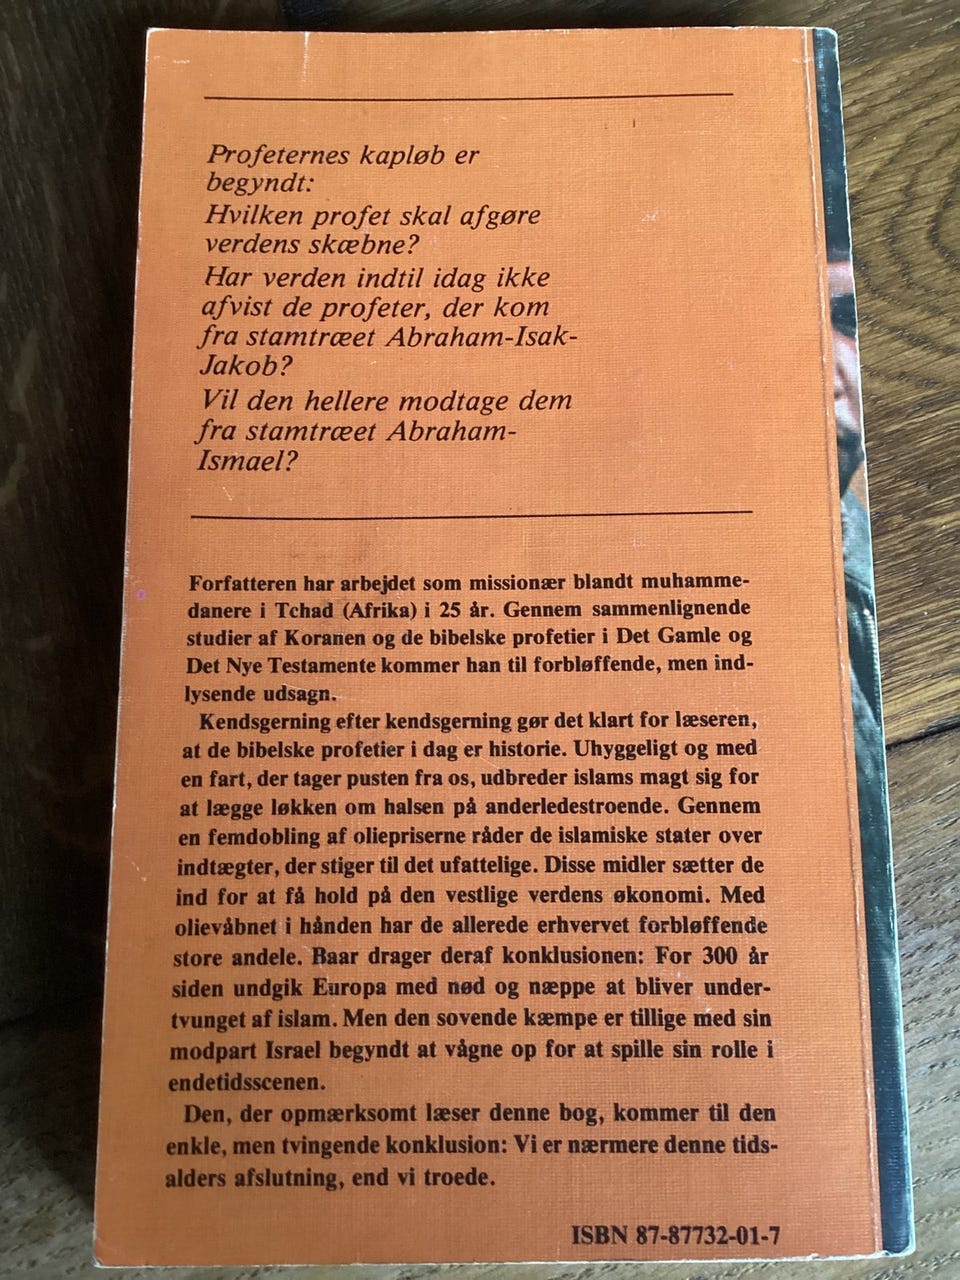 Profeternes kapløb er
begyndt:
Hvilken profet skal afgøre
verdens skæbne?
Har verden indtil idag ikke
afvist de profeter, der kom
fra stamtræet Abraham-Isak-
Jakob?
Vil den hellere modtage dem
fra stamtræet Abraham-
Ismael?
Forfatteren har arbejdet som missionær blandt muhamme-
danere i Tchad (Afrika) i 25 år. Gennem sammenlignende
studier af Koranen og de bibelske profetier i Det Gamle og
Det Nye Testamente kommer han til forbløffende, men ind-
lysende udsagn.
Kendsgerning efter kendsgerning gør det klart for læseren,
at de bibelske profetier i dag er historie. Uhyggeligt og med
en fart, der tager pusten fra os, udbreder islams magt sig for
at lægge løkken om halsen på anderledestroende. Gennem
en femdobling af oliepriserne råder de islamiske stater over
indtægter, der stiger til det ufattelige. Disse midler sætter de
ind for at få hold på den vestlige verdens økonomi. Med
olievåbnet i hånden har de allerede erhvervet forbløffende
store andele. Baar drager deraf konklusionen: For 300 år
siden undgik Europa med nød og næppe at bliver under-
tvunget af islam. Men den sovende kæmpe er tillige med sin
modpart Israel begyndt at vågne op for at spille sin rolle i
endetidsscenen.
Den, der opmærksomt læser denne bog, kommer til den
enkle, men tvingende konklusion: Vi er nærmere denne tids-
alders afslutning, end vi troede.
ISBN 87-87732-01-7